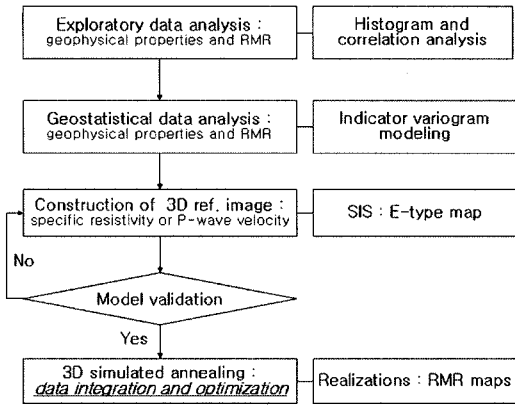 Exploratory data analysis :
geophysical properties and RMR
Histogram and
correlation analysis
Geostatistical data analysis :
geophysical properties and RMR
Indicator variogram
modeling
Construction of 3D ref. image :
specific resistivity or P-wave velocity
SIS : E-type map
No
Model validation
Yes
3D simulated annealing :
data integration and optimization
Realizations : RMR maps